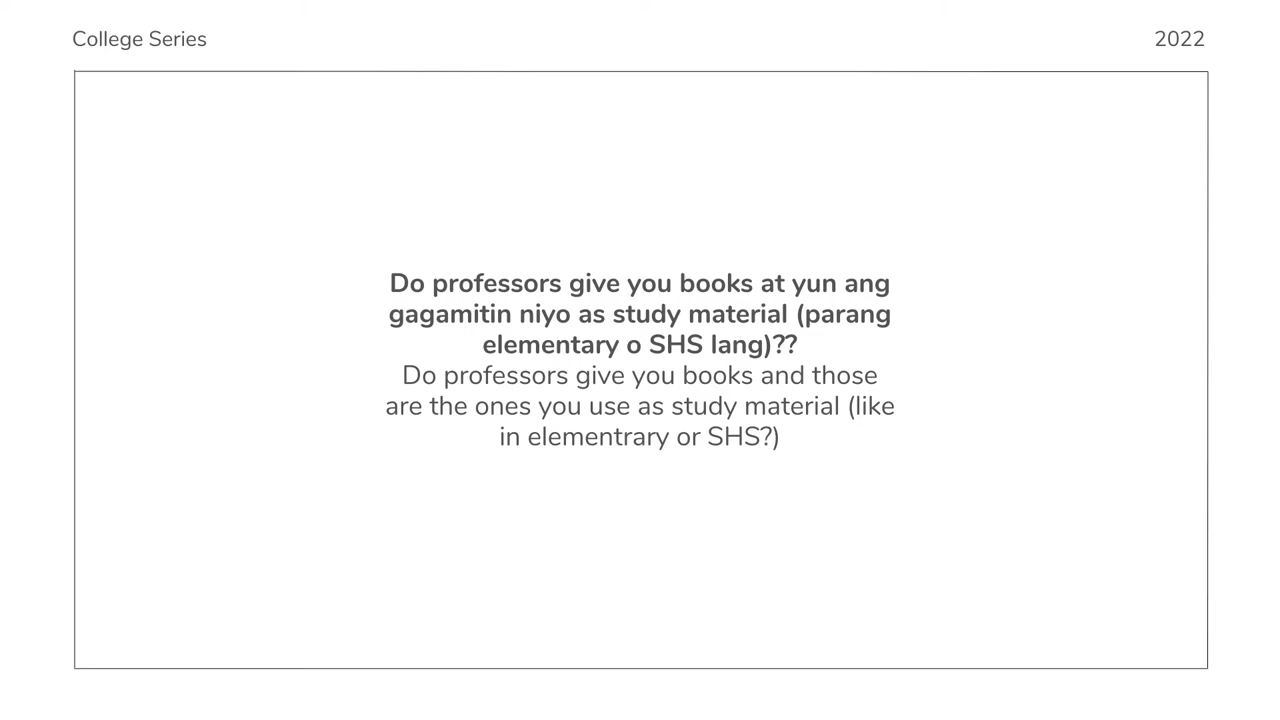 College Series
2022
Do professors give you books at yun ang
gagamitin niyo as study material (parang
elementary o SHS lang)??
Do professors give you books and those
are the ones you use as study material (like
in elementrary or SHS?)